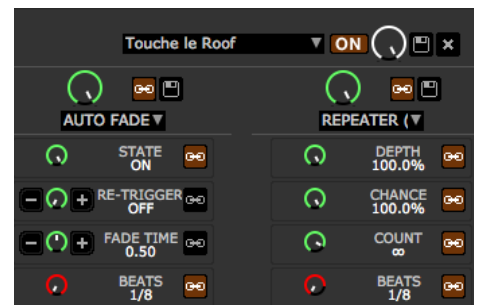 Touche le Roof ▼ ON ×
AUTO FADE ▼
REPEATER ( ▼
STATE
ON
DEPTH
100.0%
− + RE-TRIGGER
OFF
CHANCE
100.0%
− + FADE TIME
0.50
COUNT
∞
BEATS
1/8
BEATS
1/8